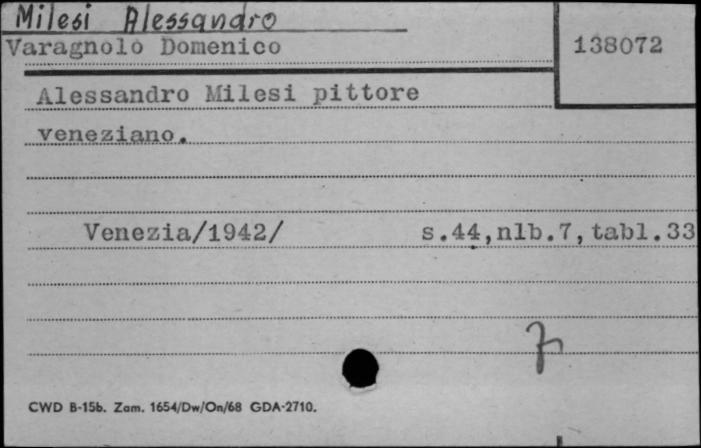 Milesi Alessandro
Varagnolo Domenico
138072
Alessandro Milesi pittore
veneziano.
Venezia/1942/ s.44,nlb.7,tabl.33
CWD B-15b. Zam. 1654/Dw/On/68 GDA-2710.